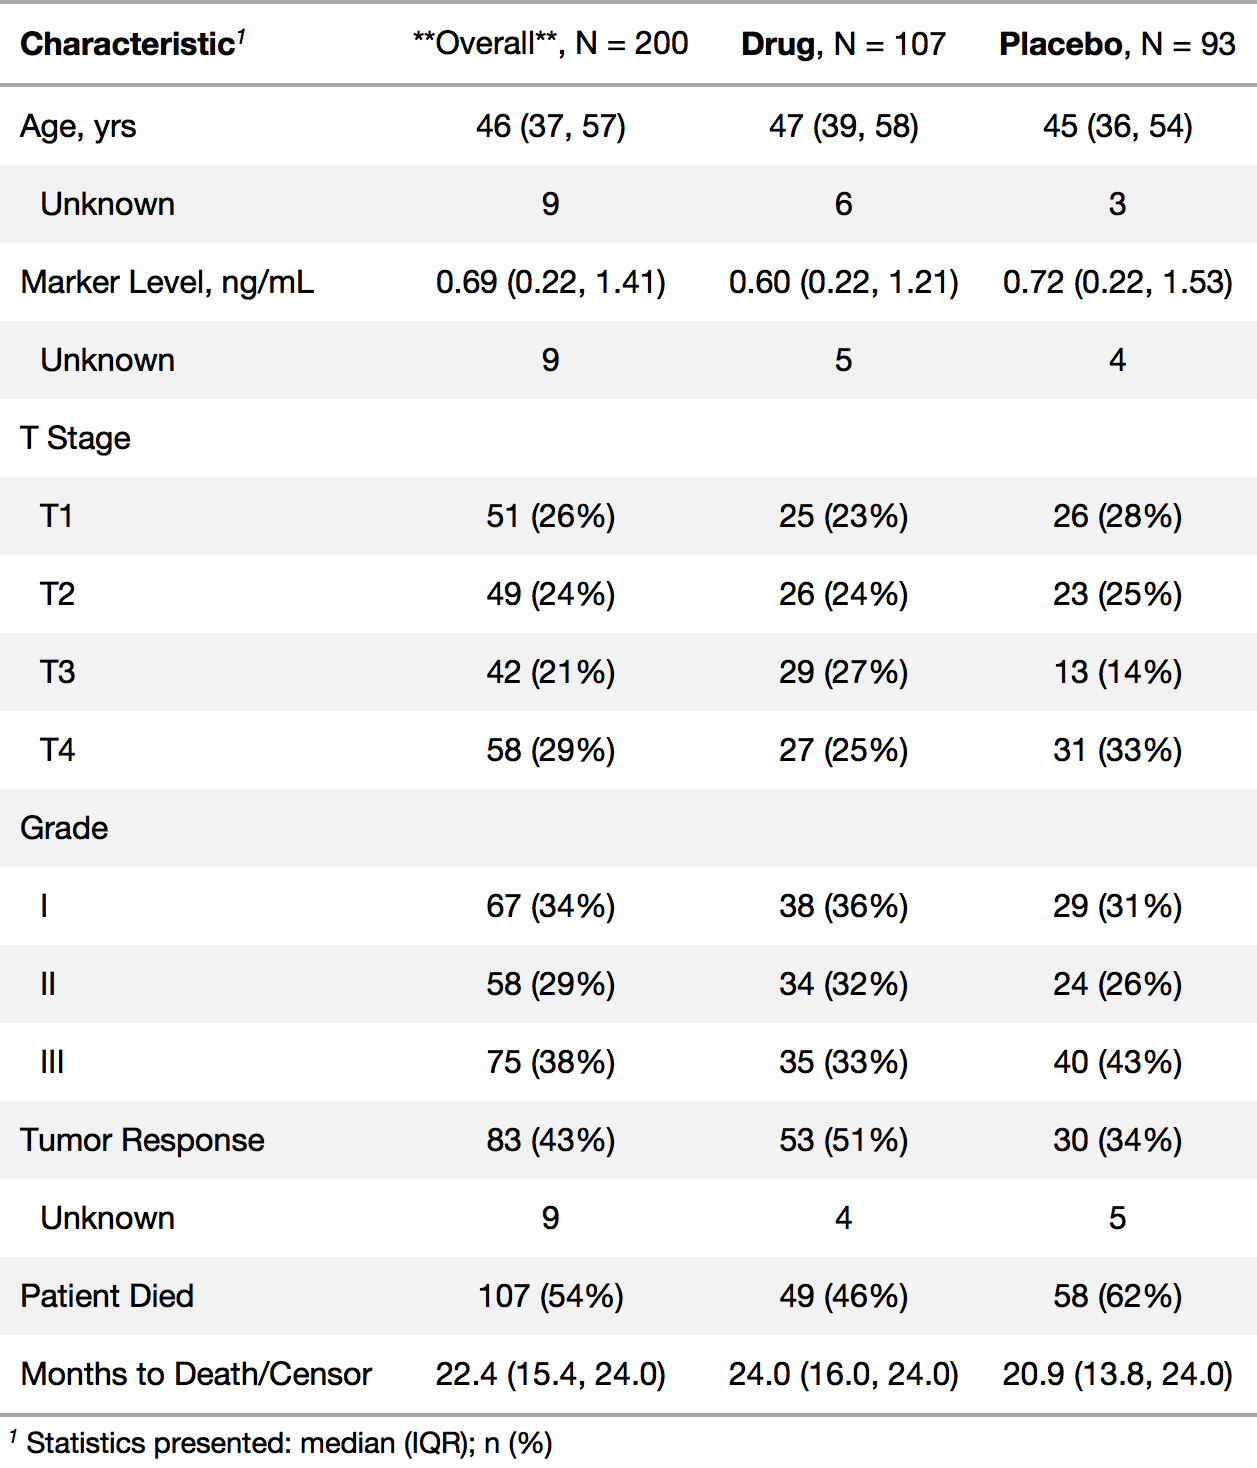 Characteristic1 **Overall**, N = 200 Drug, N = 107 Placebo, N = 93
Age, yrs 46 (37, 57) 47 (39, 58) 45 (36, 54)
Unknown 9 6 3
Marker Level, ng/mL 0.69 (0.22, 1.41) 0.60 (0.22, 1.21) 0.72 (0.22, 1.53)
Unknown 9 5 4
T Stage
T1 51 (26%) 25 (23%) 26 (28%)
T2 49 (24%) 26 (24%) 23 (25%)
T3 42 (21%) 29 (27%) 13 (14%)
T4 58 (29%) 27 (25%) 31 (33%)
Grade
I 67 (34%) 38 (36%) 29 (31%)
II 58 (29%) 34 (32%) 24 (26%)
III 75 (38%) 35 (33%) 40 (43%)
Tumor Response 83 (43%) 53 (51%) 30 (34%)
Unknown 9 4 5
Patient Died 107 (54%) 49 (46%) 58 (62%)
Months to Death/Censor 22.4 (15.4, 24.0) 24.0 (16.0, 24.0) 20.9 (13.8, 24.0)
1 Statistics presented: median (IQR); n (%)